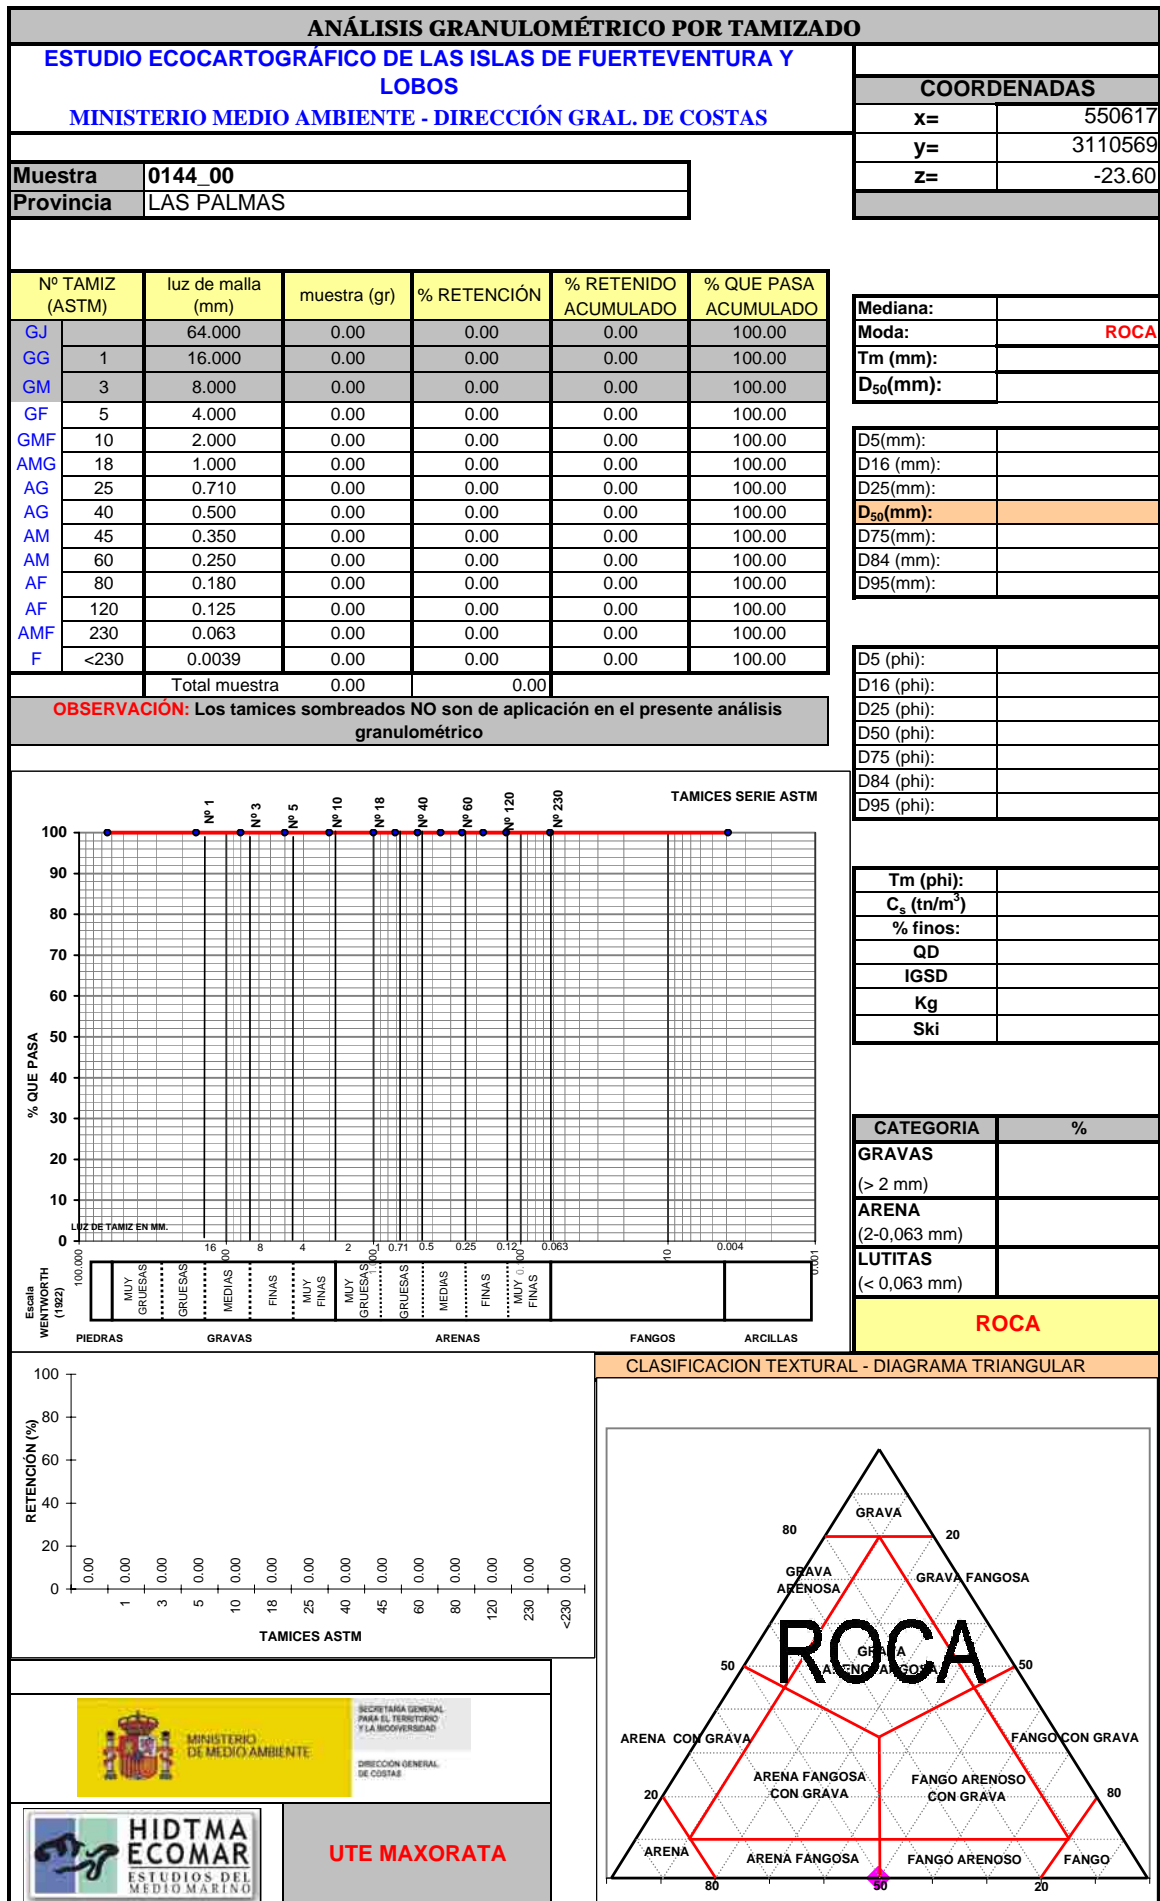 ANÁLISIS GRANULOMÉTRICO POR TAMIZADO
ESTUDIO ECOCARTOGRÁFICO DE LAS ISLAS DE FUERTEVENTURA Y
LOBOS
MINISTERIO MEDIO AMBIENTE - DIRECCIÓN GRAL. DE COSTAS
COORDENADAS
x= 550617
y= 3110569
z= -23.60
Muestra 0144_00
Provincia LAS PALMAS
Nº TAMIZ (ASTM) luz de malla (mm) muestra (gr) % RETENCIÓN % RETENIDO ACUMULADO % QUE PASA ACUMULADO
GJ 64.000 0.00 0.00 0.00 100.00
GG 1 16.000 0.00 0.00 0.00 100.00
GM 3 8.000 0.00 0.00 0.00 100.00
GF 5 4.000 0.00 0.00 0.00 100.00
GMF 10 2.000 0.00 0.00 0.00 100.00
AMG 18 1.000 0.00 0.00 0.00 100.00
AG 25 0.710 0.00 0.00 0.00 100.00
AG 40 0.500 0.00 0.00 0.00 100.00
AM 45 0.350 0.00 0.00 0.00 100.00
AM 60 0.250 0.00 0.00 0.00 100.00
AF 80 0.180 0.00 0.00 0.00 100.00
AF 120 0.125 0.00 0.00 0.00 100.00
AMF 230 0.063 0.00 0.00 0.00 100.00
F <230 0.0039 0.00 0.00 0.00 100.00
Total muestra 0.00 0.00
OBSERVACIÓN: Los tamices sombreados NO son de aplicación en el presente análisis
granulométrico
Mediana:
Moda: ROCA
Tm (mm):
D50(mm):
D5(mm):
D16 (mm):
D25(mm):
D50(mm):
D75(mm):
D84 (mm):
D95(mm):
D5 (phi):
D16 (phi):
D25 (phi):
D50 (phi):
D75 (phi):
D84 (phi):
D95 (phi):
Tm (phi):
Cs (tn/m3)
% finos:
QD
IGSD
Kg
Ski
CATEGORIA %
GRAVAS
(> 2 mm)
ARENA
(2-0,063 mm)
LUTITAS
(< 0,063 mm)
ROCA
TAMICES SERIE ASTM
Nº 1 Nº 3 Nº 5 Nº 10 Nº 18 Nº 40 Nº 60 Nº 120 Nº 230
% QUE PASA
100
90
80
70
60
50
40
30
20
10
0
LUZ DE TAMIZ EN MM.
16 8 4 2 1 0.71 0.5 0.25 0.12 0.063 0.004
100.000
Escala
WENTWORTH
(1922)
MUY GRUESAS GRUESAS MEDIAS FINAS MUY FINAS MUY GRUESAS GRUESAS MEDIAS FINAS MUY FINAS
PIEDRAS GRAVAS ARENAS FANGOS ARCILLAS
RETENCIÓN (%)
100
80
60
40
20
0
0.00 0.00 0.00 0.00 0.00 0.00 0.00 0.00 0.00 0.00 0.00 0.00 0.00 0.00
1 3 5 10 18 25 40 45 60 80 120 230 <230
TAMICES ASTM
CLASIFICACION TEXTURAL - DIAGRAMA TRIANGULAR
GRAVA
80 20
GRAVA
ARENOSA
GRAVA FANGOSA
ROCA
GRAVA
50 50
ARENA CON GRAVA
FANGO CON GRAVA
ARENA FANGOSA
CON GRAVA
FANGO ARENOSO
CON GRAVA
20 80
ARENA
ARENA FANGOSA
FANGO ARENOSO
FANGO
80 50 20
MINISTERIO
DE MEDIO AMBIENTE
SECRETARÍA GENERAL
PARA EL TERRITORIO
Y LA BIODIVERSIDAD
DIRECCIÓN GENERAL
DE COSTAS
HIDTMA
ECOMAR
ESTUDIOS DEL
MEDIO MARINO
UTE MAXORATA